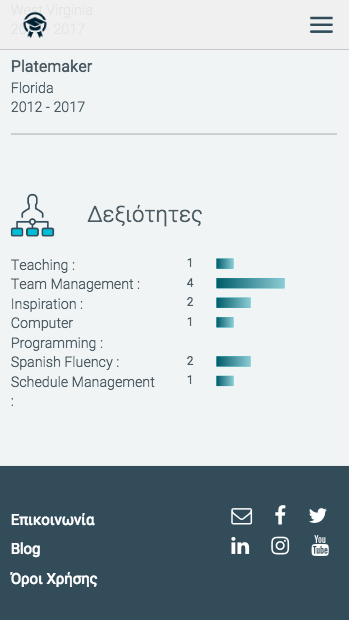 West Virginia
2017
Platemaker
Florida
2012 - 2017
Δεξιότητες
Teaching : 1
Team Management : 4
Inspiration : 2
Computer 1
Programming :
Spanish Fluency : 2
Schedule Management 1
:
Επικοινωνία
Blog
Όροι Χρήσης
You
Tube